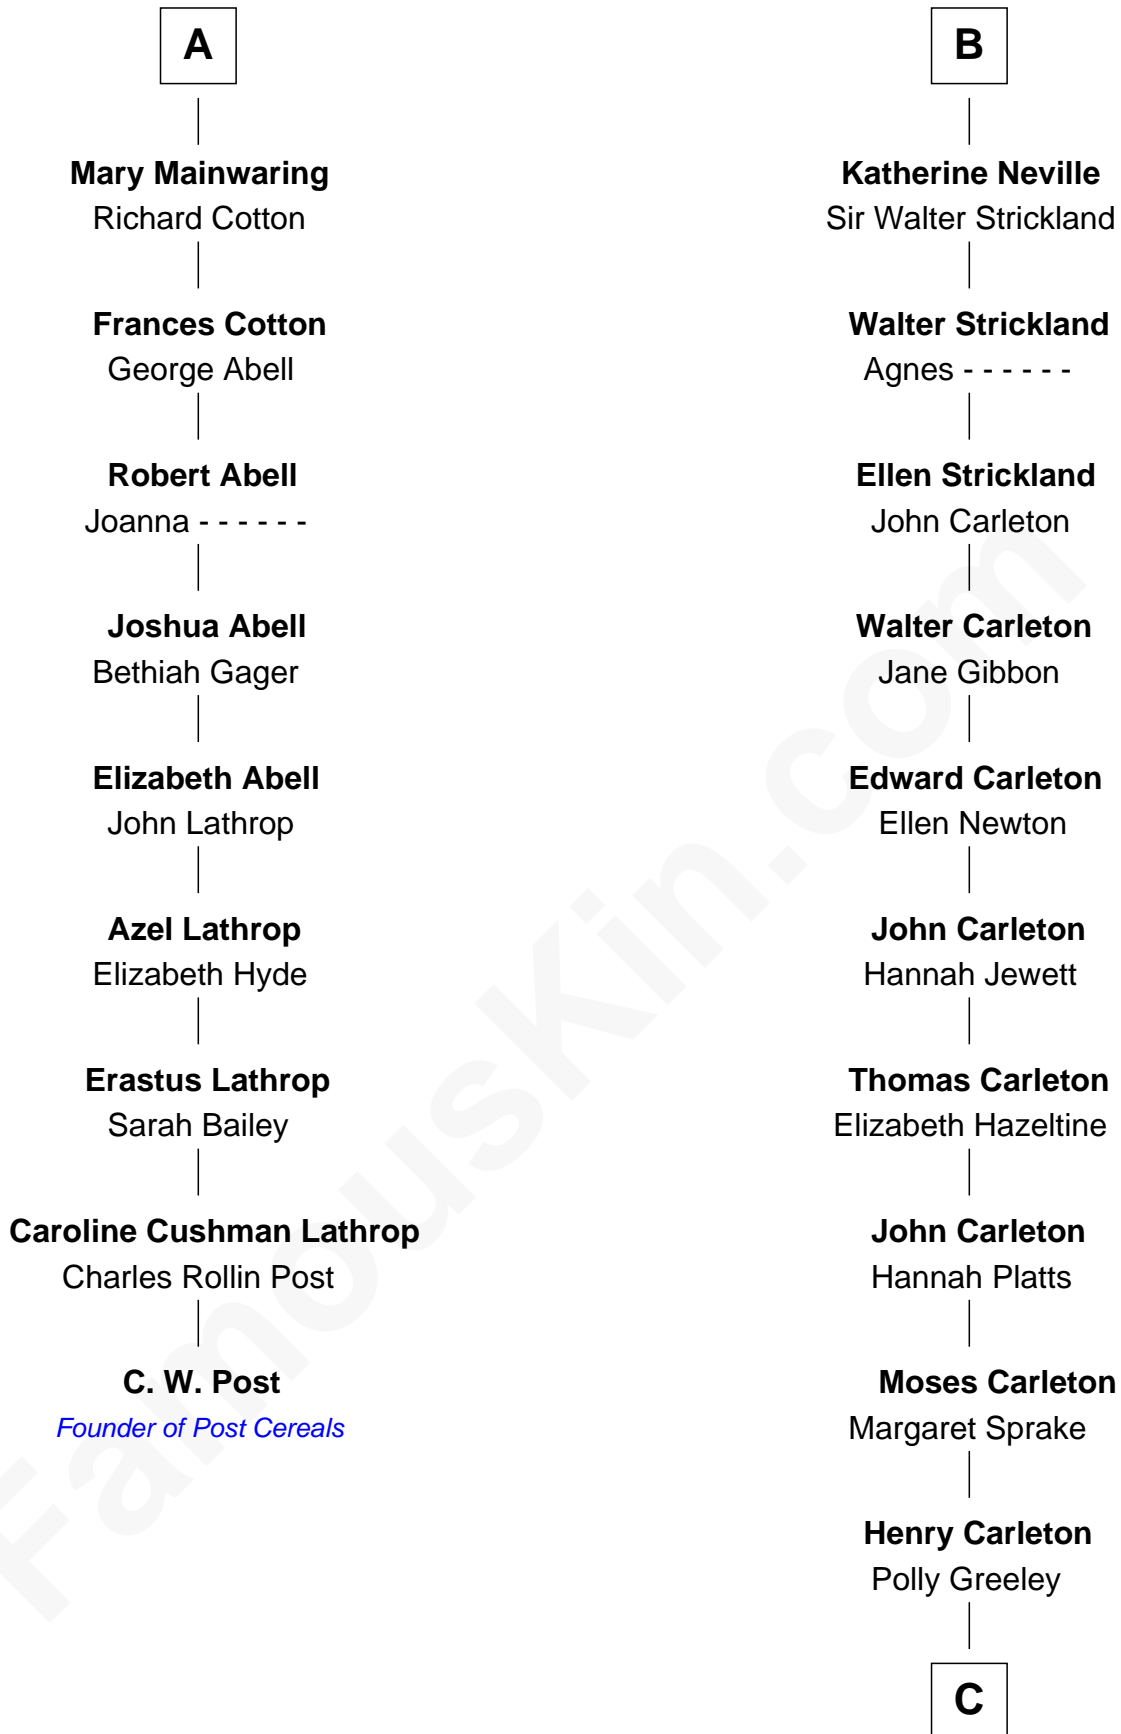 A
Mary Mainwaring
Richard Cotton
Frances Cotton
George Abell
Robert Abell
Joanna - - - - - -
Joshua Abell
Bethiah Gager
Elizabeth Abell
John Lathrop
Azel Lathrop
Elizabeth Hyde
Erastus Lathrop
Sarah Bailey
Caroline Cushman Lathrop
Charles Rollin Post
C. W. Post
Founder of Post Cereals
B
Katherine Neville
Sir Walter Strickland
Walter Strickland
Agnes - - - - - -
Ellen Strickland
John Carleton
Walter Carleton
Jane Gibbon
Edward Carleton
Ellen Newton
John Carleton
Hannah Jewett
Thomas Carleton
Elizabeth Hazeltine
John Carleton
Hannah Platts
Moses Carleton
Margaret Sprake
Henry Carleton
Polly Greeley
C
FamousKin.com